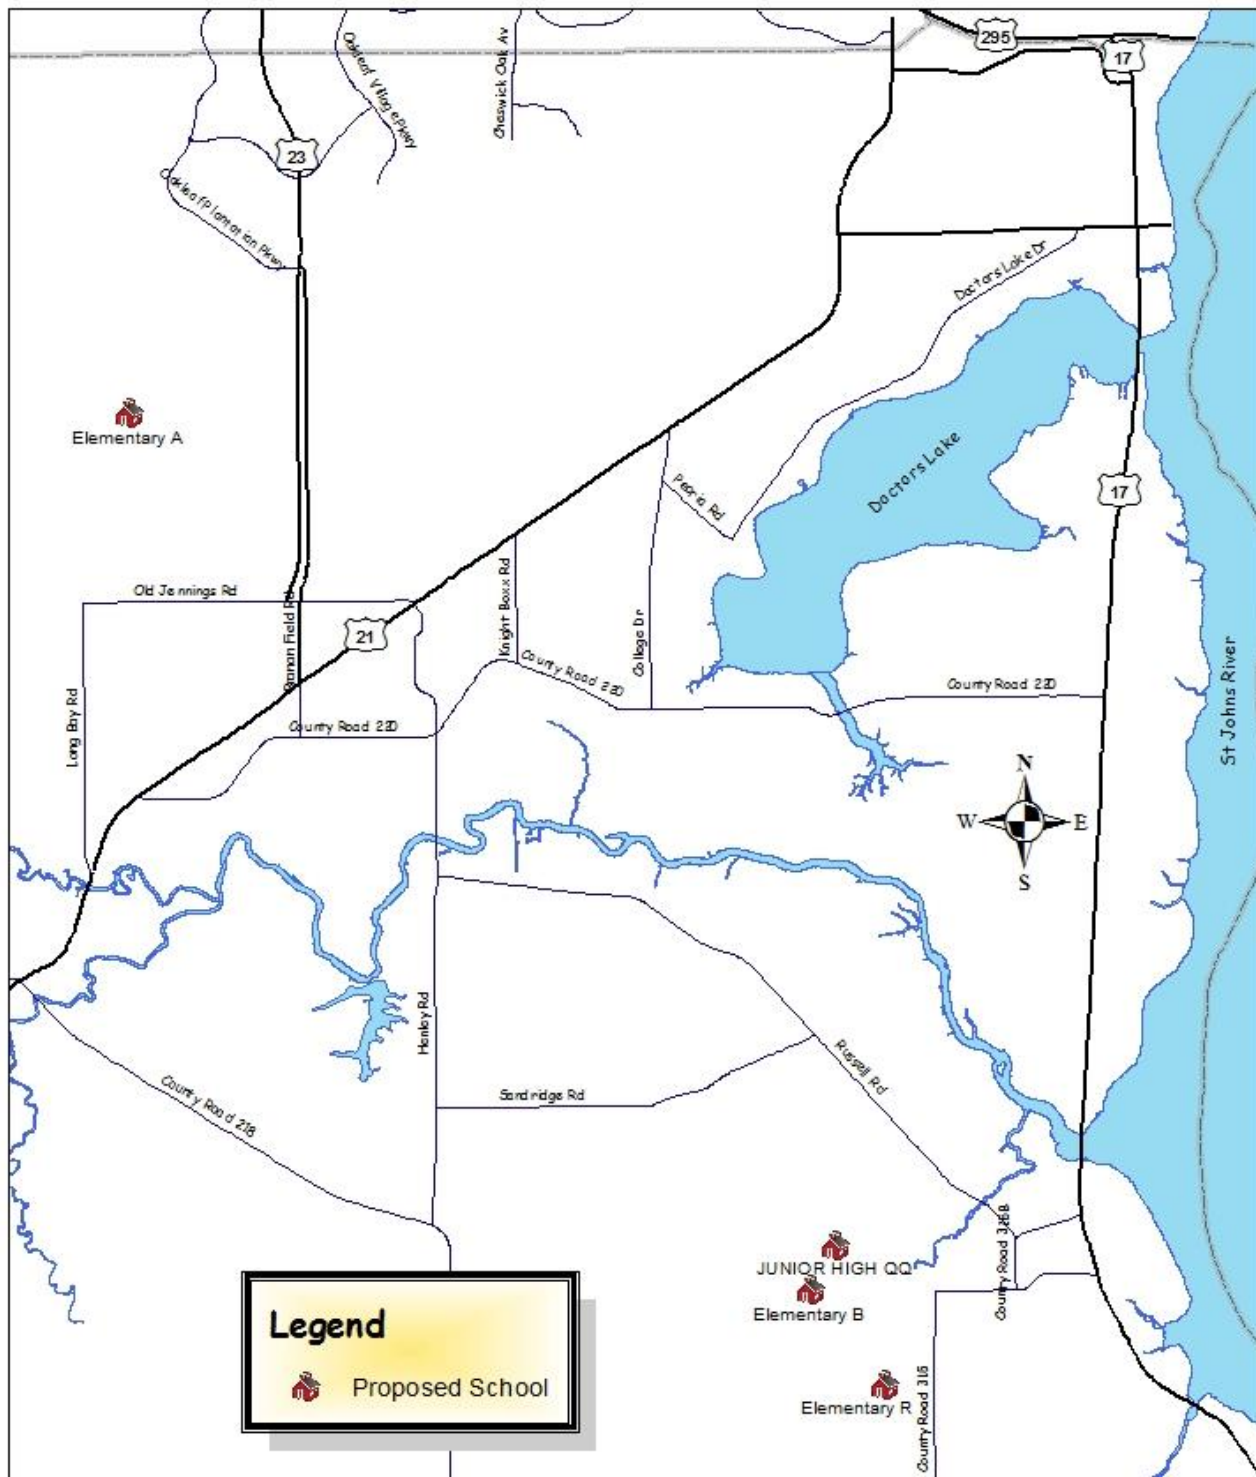 Oakleaf Village Pkwy
Cheswick Oak Av
295
17
23
Oakleaf Plantation Pkwy
Doctors Lake Dr
Elementary A
Doctors Lake
17
Peoria Rd
Old Jennings Rd
Knight Boxx Rd
21
College Dr
County Road 220
County Road 220
Long Bay Rd
County Road 220
St Johns River
N
W
E
S
Henley Rd
Russell Rd
County Road 218
Sandridge Rd
County Road 315B
JUNIOR HIGH QQ
Elementary B
Legend
Proposed School
Elementary R
County Road 315